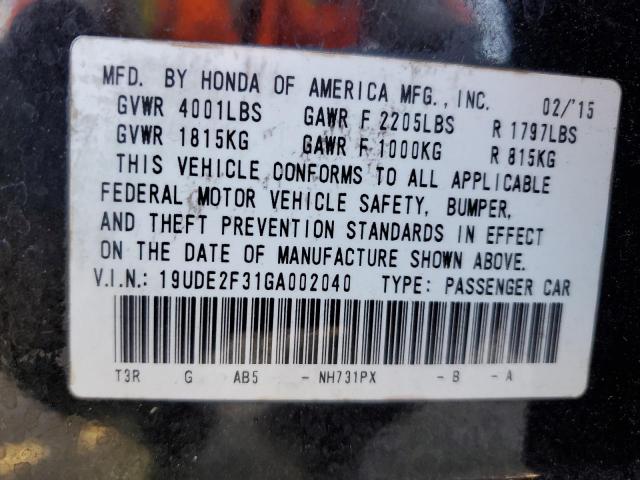 MFD. BY HONDA OF AMERICA MFG., INC. 02/'15
GVWR 4001LBS GAWR F 2205LBS R 1797LBS
GVWR 1815KG GAWR F 1000KG R 815KG
THIS VEHICLE CONFORMS TO ALL APPLICABLE
FEDERAL MOTOR VEHICLE SAFETY, BUMPER,
AND THEFT PREVENTION STANDARDS IN EFFECT
ON THE DATE OF MANUFACTURE SHOWN ABOVE.
V.I.N.: 19UDE2F31GA002040 TYPE: PASSENGER CAR
T3R G AB5 - NH731PX - B - A